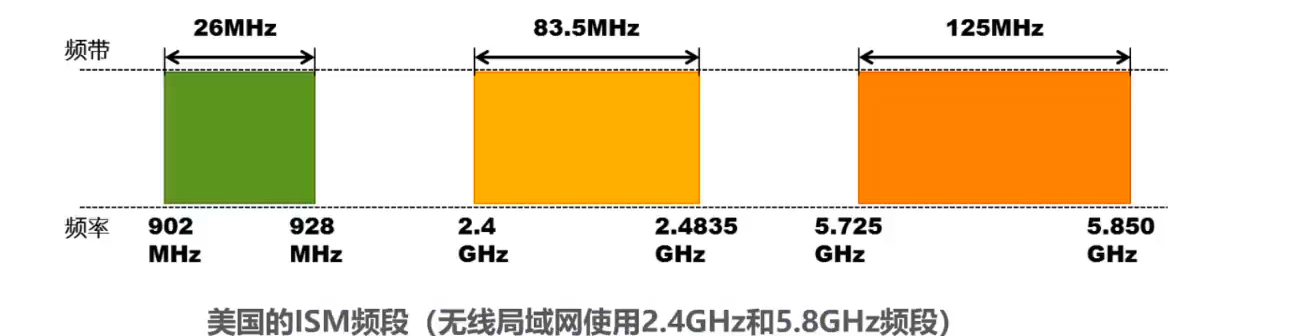 26MHz 83.5MHz 125MHz
频带
频率 902 MHz 928 MHz 2.4 GHz 2.4835 GHz 5.725 GHz 5.850 GHz
美国的ISM频段（无线局域网使用2.4GHz和5.8GHz频段）